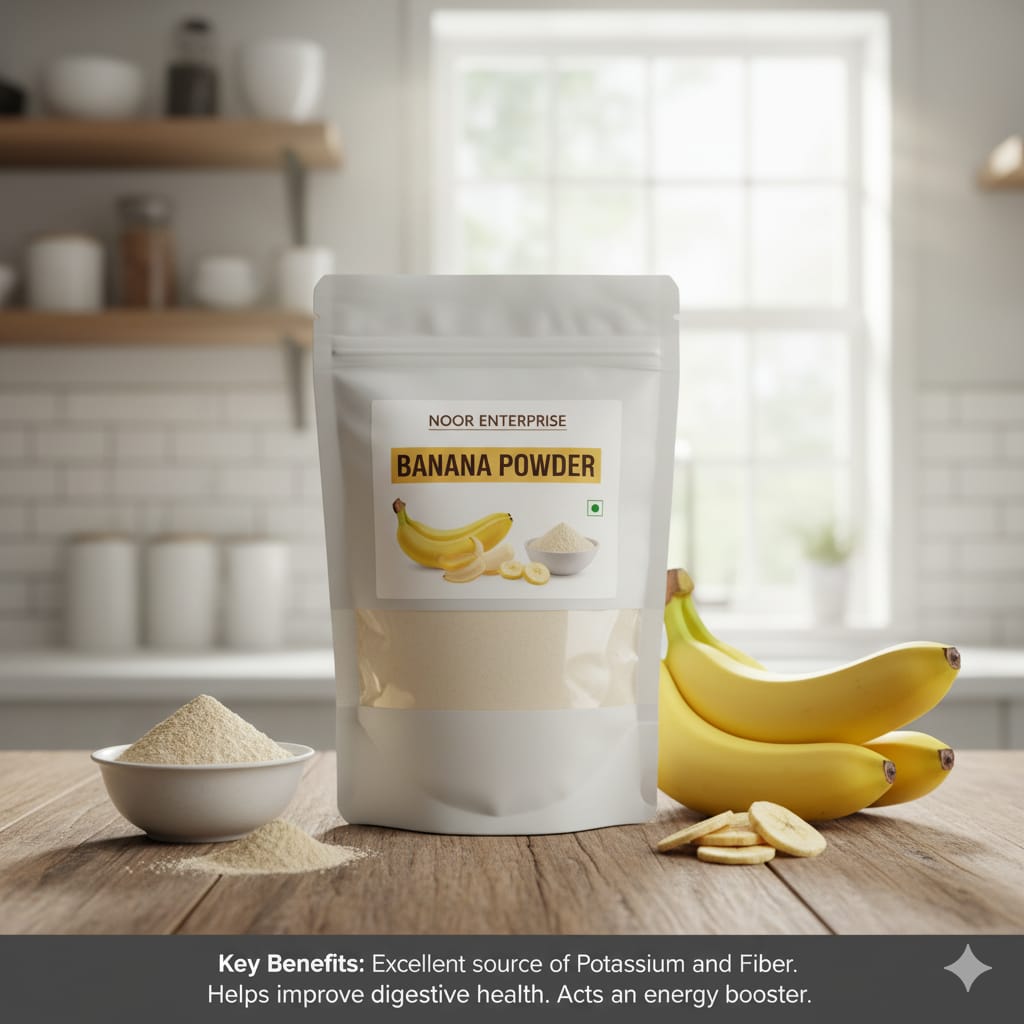 NOOR ENTERPRISE
BANANA POWDER
Key Benefits: Excellent source of Potassium and Fiber.
Helps improve digestive health. Acts an energy booster.